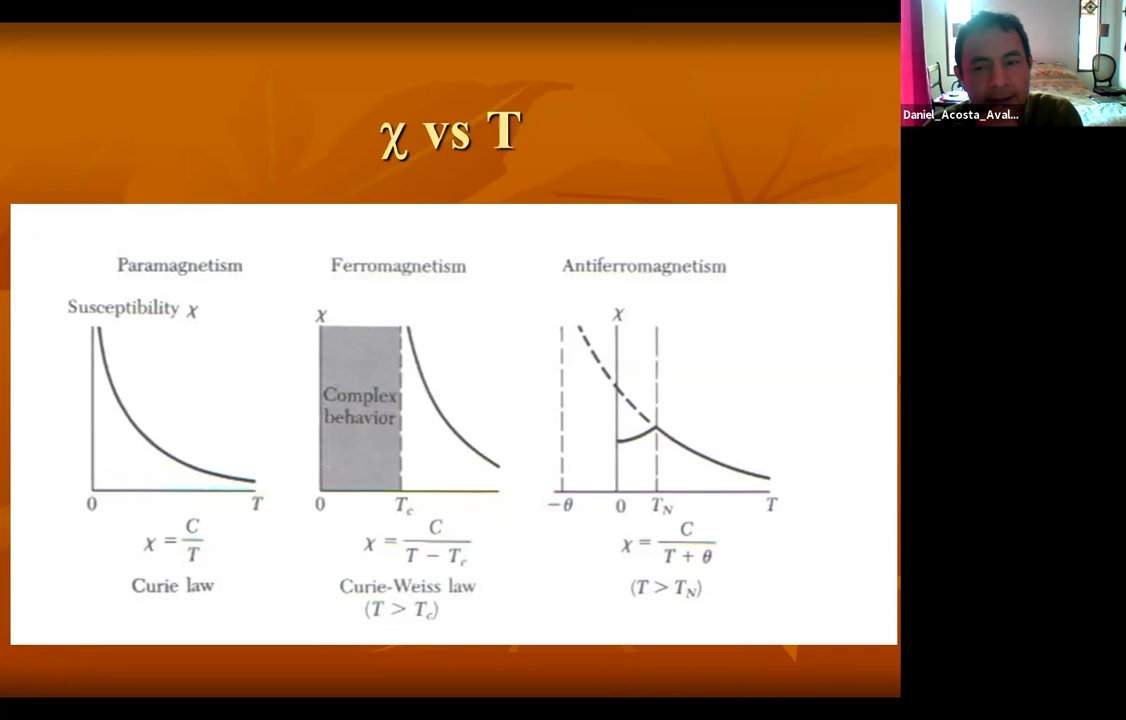 χ vs T
Daniel_Acosta_Aval...
Paramagnetism
Susceptibility χ
0 T
χ = C/T
Curie law
Ferromagnetism
χ
Complex
behavior
0 T_c
χ = C/(T − T_c)
Curie-Weiss law
(T > T_c)
Antiferromagnetism
χ
−θ 0 T_N T
χ = C/(T + θ)
(T > T_N)